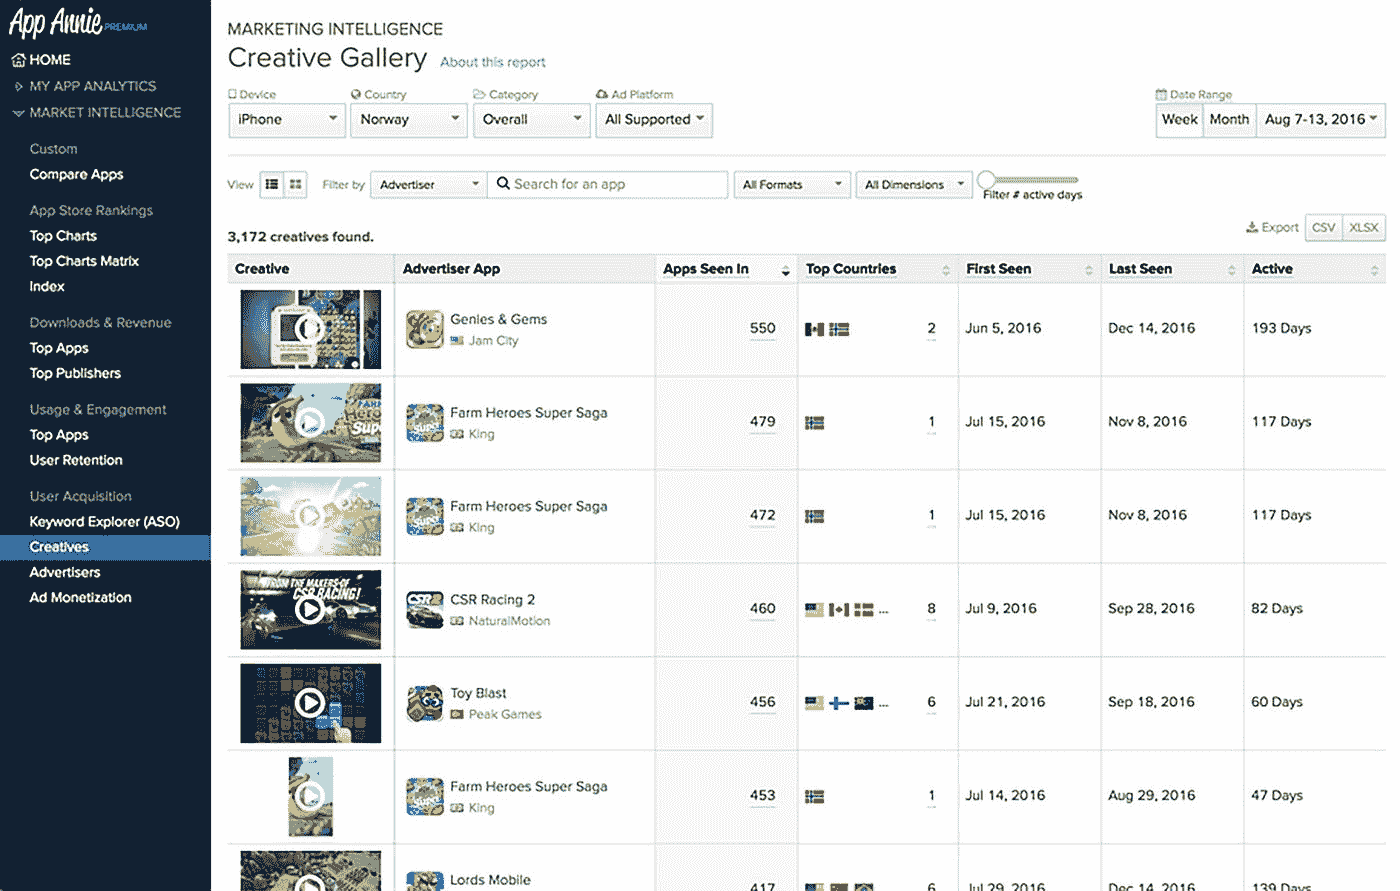 App Annie PREMIUM
HOME
MY APP ANALYTICS
MARKET INTELLIGENCE
Custom
Compare Apps
App Store Rankings
Top Charts
Top Charts Matrix
Index
Downloads & Revenue
Top Apps
Top Publishers
Usage & Engagement
Top Apps
User Retention
User Acquisition
Keyword Explorer (ASO)
Creatives
Advertisers
Ad Monetization
MARKETING INTELLIGENCE
Creative Gallery About this report
Device Country Category Ad Platform Date Range
iPhone Norway Overall All Supported Week Month Aug 7-13, 2016
View Filter by Advertiser Search for an app All Formats All Dimensions Filter # active days
3,172 creatives found. Export CSV XLSX
Creative Advertiser App Apps Seen In Top Countries First Seen Last Seen Active
Genies & Gems 550 2 Jun 5, 2016 Dec 14, 2016 193 Days
Jam City
Farm Heroes Super Saga 479 1 Jul 15, 2016 Nov 8, 2016 117 Days
King
Farm Heroes Super Saga 472 1 Jul 15, 2016 Nov 8, 2016 117 Days
King
FROM THE MAKERS OF
CSR RACING!
CSR2
CSR Racing 2 460 ... 8 Jul 9, 2016 Sep 28, 2016 82 Days
NaturalMotion
Toy Blast 456 ... 6 Jul 21, 2016 Sep 18, 2016 60 Days
Peak Games
Farm Heroes Super Saga 453 1 Jul 14, 2016 Aug 29, 2016 47 Days
King
Lords Mobile 417 6 Jul 29, 2016 Dec 14, 2016 139 Days